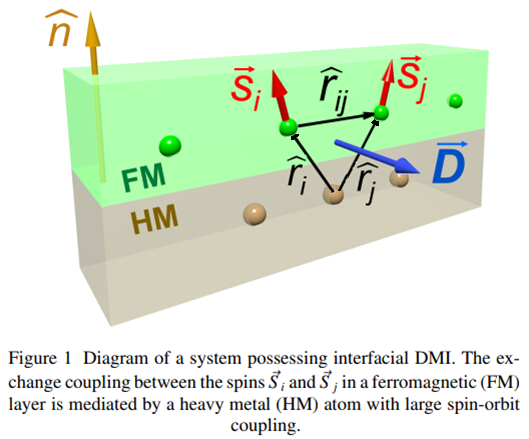 n̂
S⃗ᵢ
r̂ᵢⱼ
S⃗ⱼ
r̂ᵢ
r̂ⱼ
D⃗
FM
HM
Figure 1 Diagram of a system possessing interfacial DMI. The ex-
change coupling between the spins S⃗ᵢ and S⃗ⱼ in a ferromagnetic (FM)
layer is mediated by a heavy metal (HM) atom with large spin-orbit
coupling.